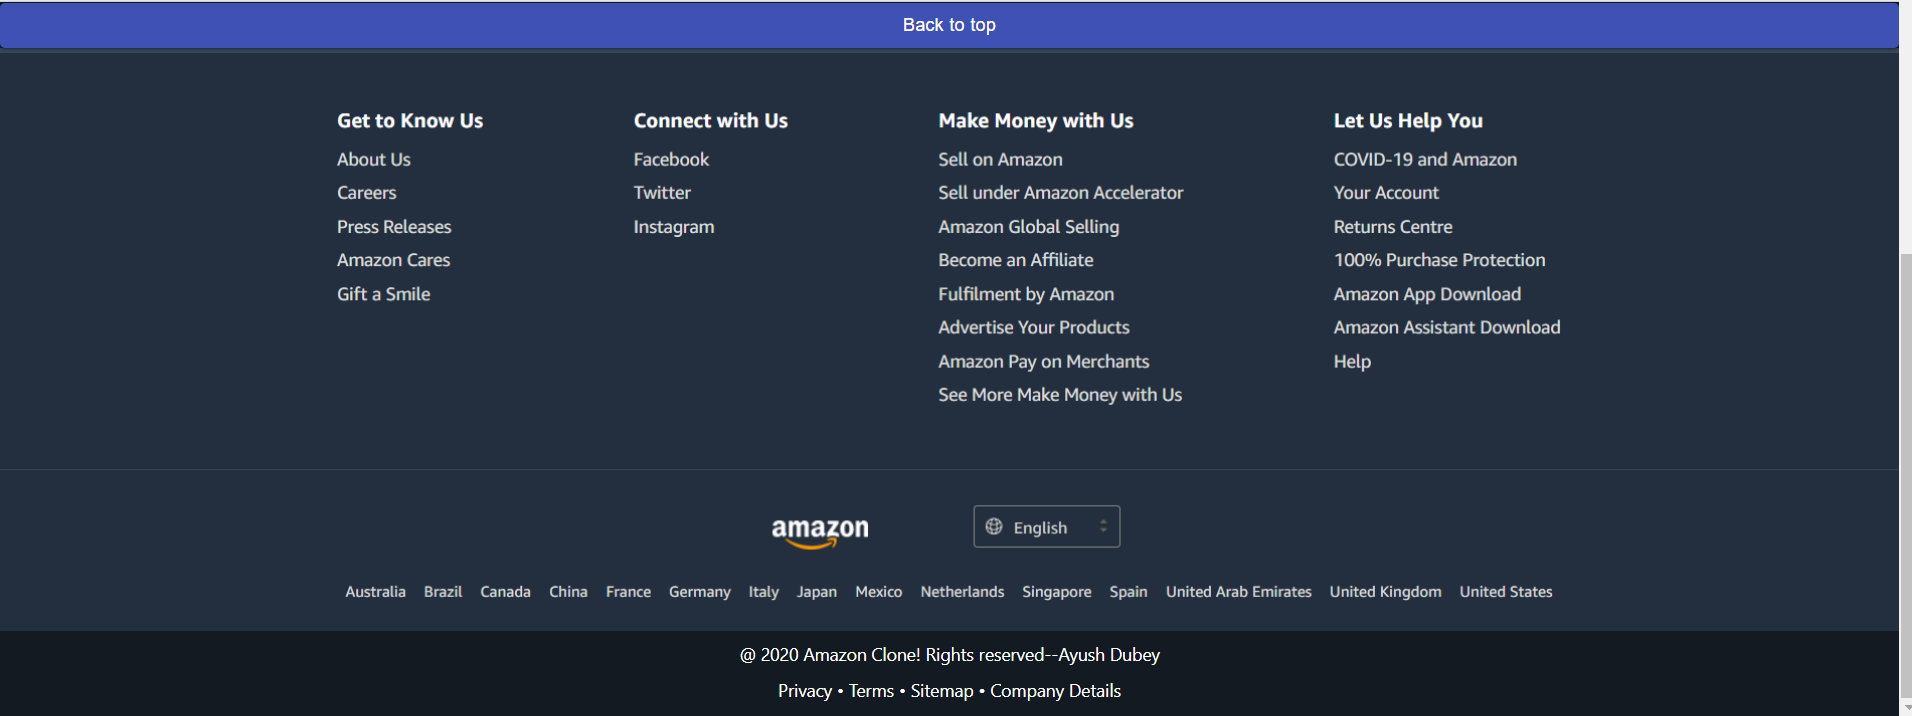 Back to top
Get to Know Us
About Us
Careers
Press Releases
Amazon Cares
Gift a Smile
Connect with Us
Facebook
Twitter
Instagram
Make Money with Us
Sell on Amazon
Sell under Amazon Accelerator
Amazon Global Selling
Become an Affiliate
Fulfilment by Amazon
Advertise Your Products
Amazon Pay on Merchants
See More Make Money with Us
Let Us Help You
COVID-19 and Amazon
Your Account
Returns Centre
100% Purchase Protection
Amazon App Download
Amazon Assistant Download
Help
amazon
English
Australia Brazil Canada China France Germany Italy Japan Mexico Netherlands Singapore Spain United Arab Emirates United Kingdom United States
@ 2020 Amazon Clone! Rights reserved--Ayush Dubey
Privacy • Terms • Sitemap • Company Details